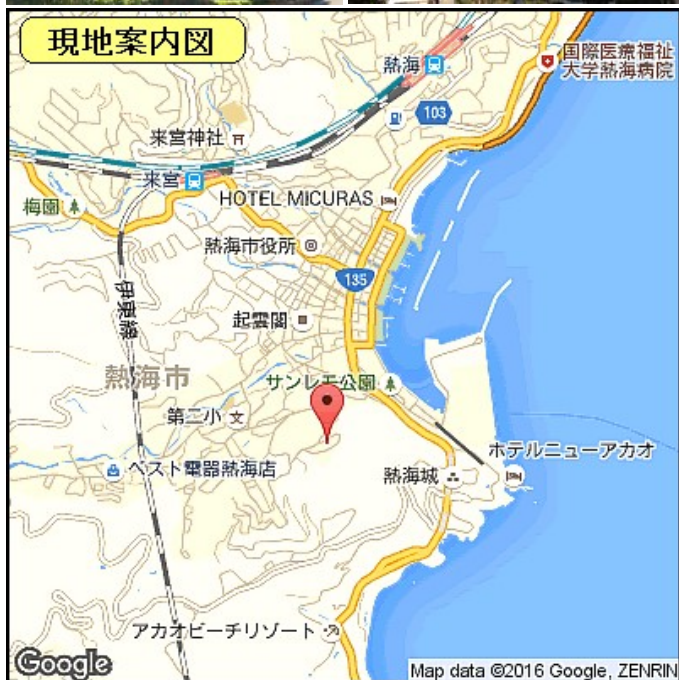 現地案内図
熱海
国際医療福祉
大学熱海病院
103
来宮神社
来宮
HOTEL MICURAS
梅園
熱海市役所
135
伊東線
起雲閣
熱海市
サンレモ公園
第二小
ホテルニューアカオ
ベスト電器熱海店
熱海城
アカオビーチリゾート
Google
Map data ©2016 Google, ZENRIN